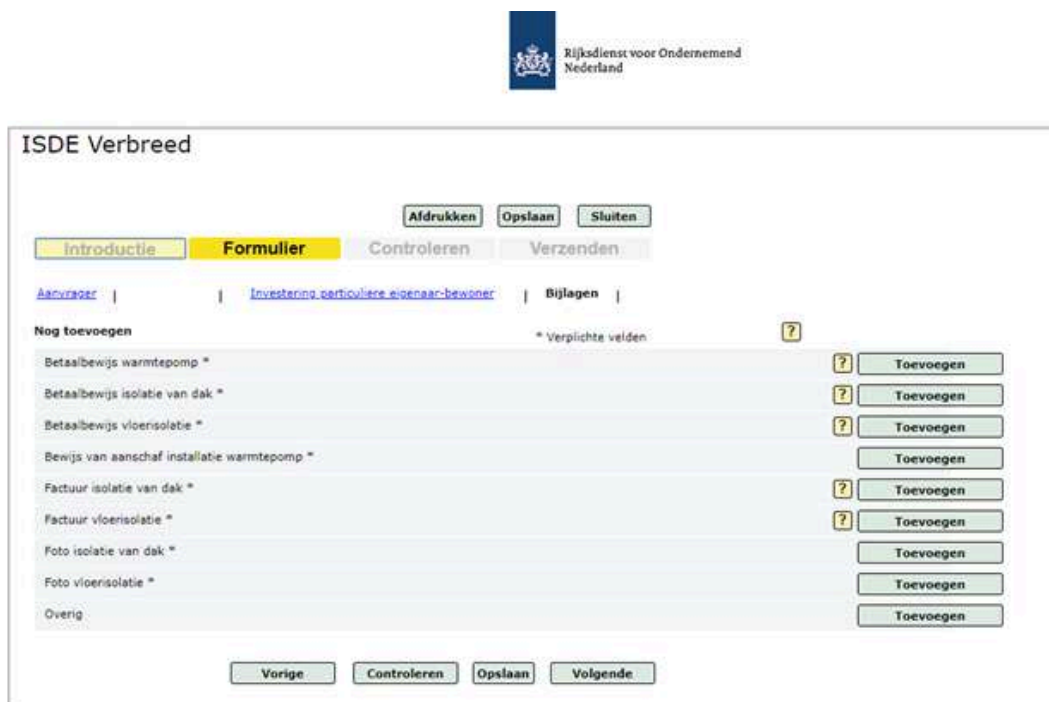 Rijksdienst voor Ondernemend
Nederland
ISDE Verbreed
Afdrukken Opslaan Sluiten
Introductie Formulier Controleren Verzenden
Aanvrager | | Investering particuliere eigenaar-bewoner | Bijlagen |
Nog toevoegen * Verplichte velden ?
Betaalbewijs warmtepomp * ? Toevoegen
Betaalbewijs isolatie van dak * ? Toevoegen
Betaalbewijs vloerisolatie * ? Toevoegen
Bewijs van aanschaf installatie warmtepomp * Toevoegen
Factuur isolatie van dak * ? Toevoegen
Factuur vloerisolatie * ? Toevoegen
Foto isolatie van dak * Toevoegen
Foto vloerisolatie * Toevoegen
Overig Toevoegen
Vorige Controleren Opslaan Volgende